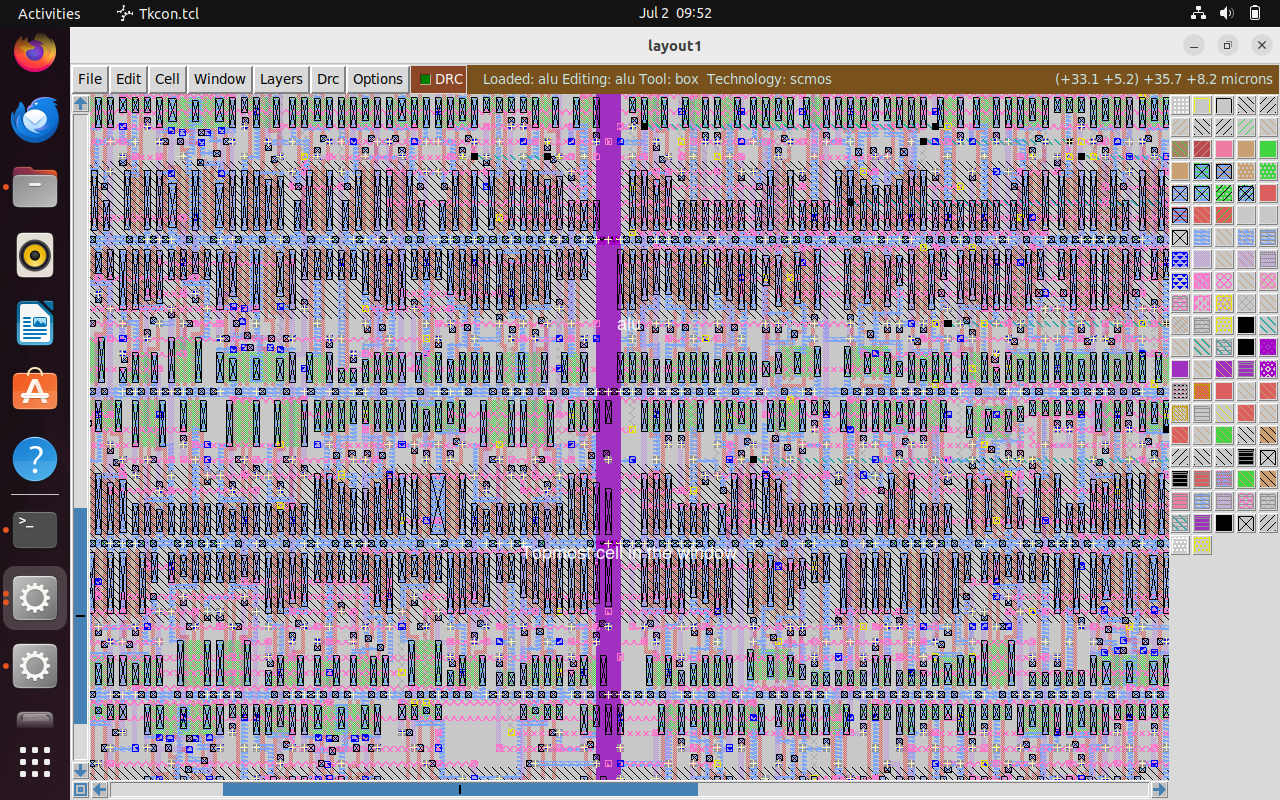 Activities Tkcon.tcl Jul 2 09:52
layout1
File Edit Cell Window Layers Drc Options DRC Loaded: alu Editing: alu Tool: box Technology: scmos (+33.1 +5.2) +35.7 +8.2 microns
alu
Topmost cell in the window